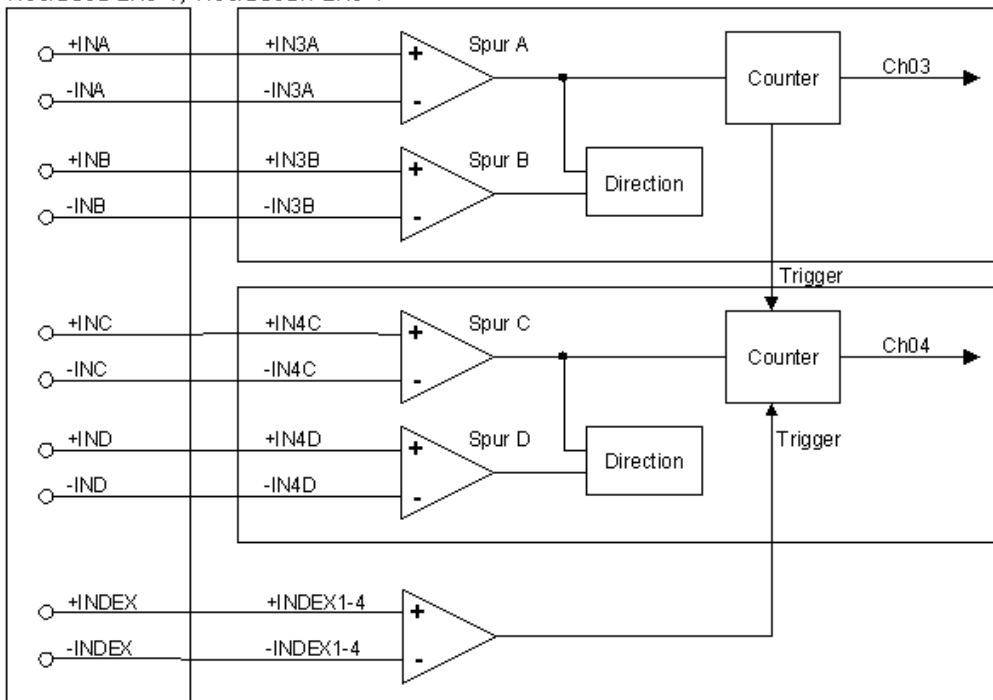 +INA +IN3A Spur A
-INA -IN3A
Counter Ch03
+INB +IN3B Spur B
-INB -IN3B
Direction
Trigger
+INC +IN4C Spur C
-INC -IN4C
Counter Ch04
+IND +IN4D Spur D
-IND -IN4D
Direction
Trigger
+INDEX +INDEX1-4
-INDEX -INDEX1-4
+
-
+
-
+
-
+
-
+
-